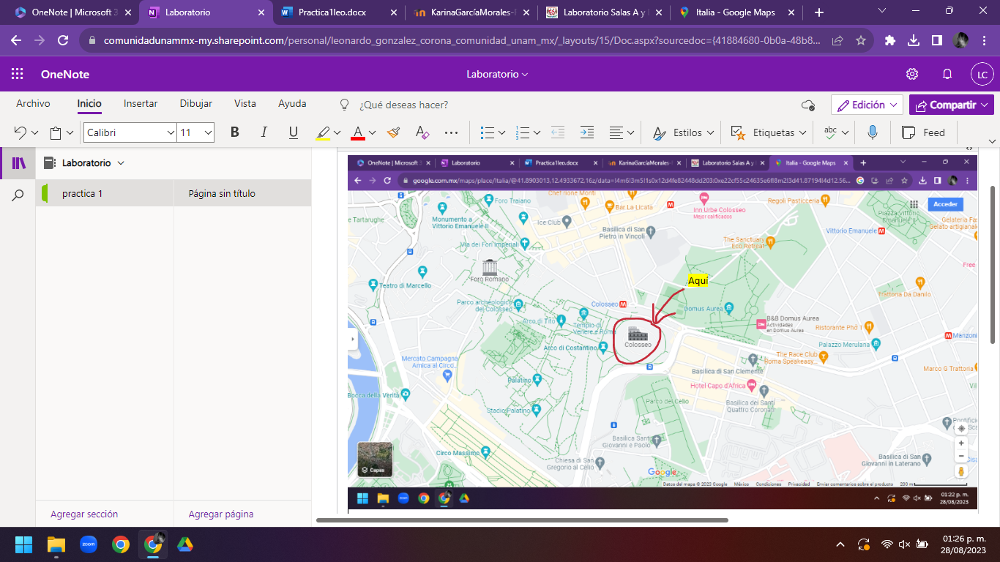 OneNote | Microsoft 3
Laboratorio
Practica1leo.docx
KarinaGarcíaMorales-
Laboratorio Salas A y
Italia - Google Maps
comunidadunammx-my.sharepoint.com/personal/leonardo_gonzalez_corona_comunidad_unam_mx/_layouts/15/Doc.aspx?sourcedoc={41884680-0b0a-48b8...
OneNote
Laboratorio
LC
Archivo
Inicio
Insertar
Dibujar
Vista
Ayuda
¿Qué deseas hacer?
Edición
Compartir
Calibri
11
B
I
U
A
Estilos
Etiquetas
abc
Feed
Laboratorio
practica 1
Página sin título
OneNote | Microsoft
Laboratorio
Practica1leo.docx
KarinaGarcíaMorales-
Laboratorio Salas A y
Italia - Google Maps
google.com.mx/maps/place/Italia/@41.8903013,12.4933672,16z/data=!4m6!3m5!1s0x12d4fe82448dd203:0xe22cf55c24635e6f!8m2!3d41.87194!4d12.56...
Foro Traiano
Chef None Monti
Bar La Licata
Inn Urbe Colosseo
Mejor calificados
Regoli Pasticceria
Acceder
Piazza Vittorio
Emanuele II
Gelateria Fa
Gelato artigianal
e Tartarughe
Monumento a
Vittorio Emanuele II
Ice Club
Basilica di San
Pietro in Vincoli
Vittorio Emanuele
Via dei Fori Imperiali
The Sanctuary
Eco Retreat
Free
Foro Romano
Teatro di Marcello
Aquí
Trattoria Da Danilo
Parco archeologico
del Colosseo
Colosseo
Domus Aurea
Arco di Tito
Tempio di
Venere e Roma
B&B Domus Aurea
Actividades
en Domus Aurea
Ristorante Phở 1
Manzoni
Colosseo
Arco di Costantino
Palazzo Merulana
Mercato Campagna
Amica al Circo...
The Race Club
Roma Speakeasy...
Basilica di San Clemente
Marco G Trattoria
Palatino
Hotel Capo d'Africa
Bocca della Verità
Parco del Celio
Basilica dei Santi
Quattro Coronati
Stadio Palatino
Basilica Santi
Giovanni e Paolo
Pontific
Capas
Circo Massimo
Chiesa di San
Gregorio al Celio
Basilica di San
Giovanni in Laterano
Google
Datos del mapa © 2023 Google
México
Condiciones
Privacidad
Enviar comentarios sobre el producto
200 m
zoom
01:22 p. m.
28/08/2023
Agregar sección
Agregar página
zoom
01:26 p. m.
28/08/2023